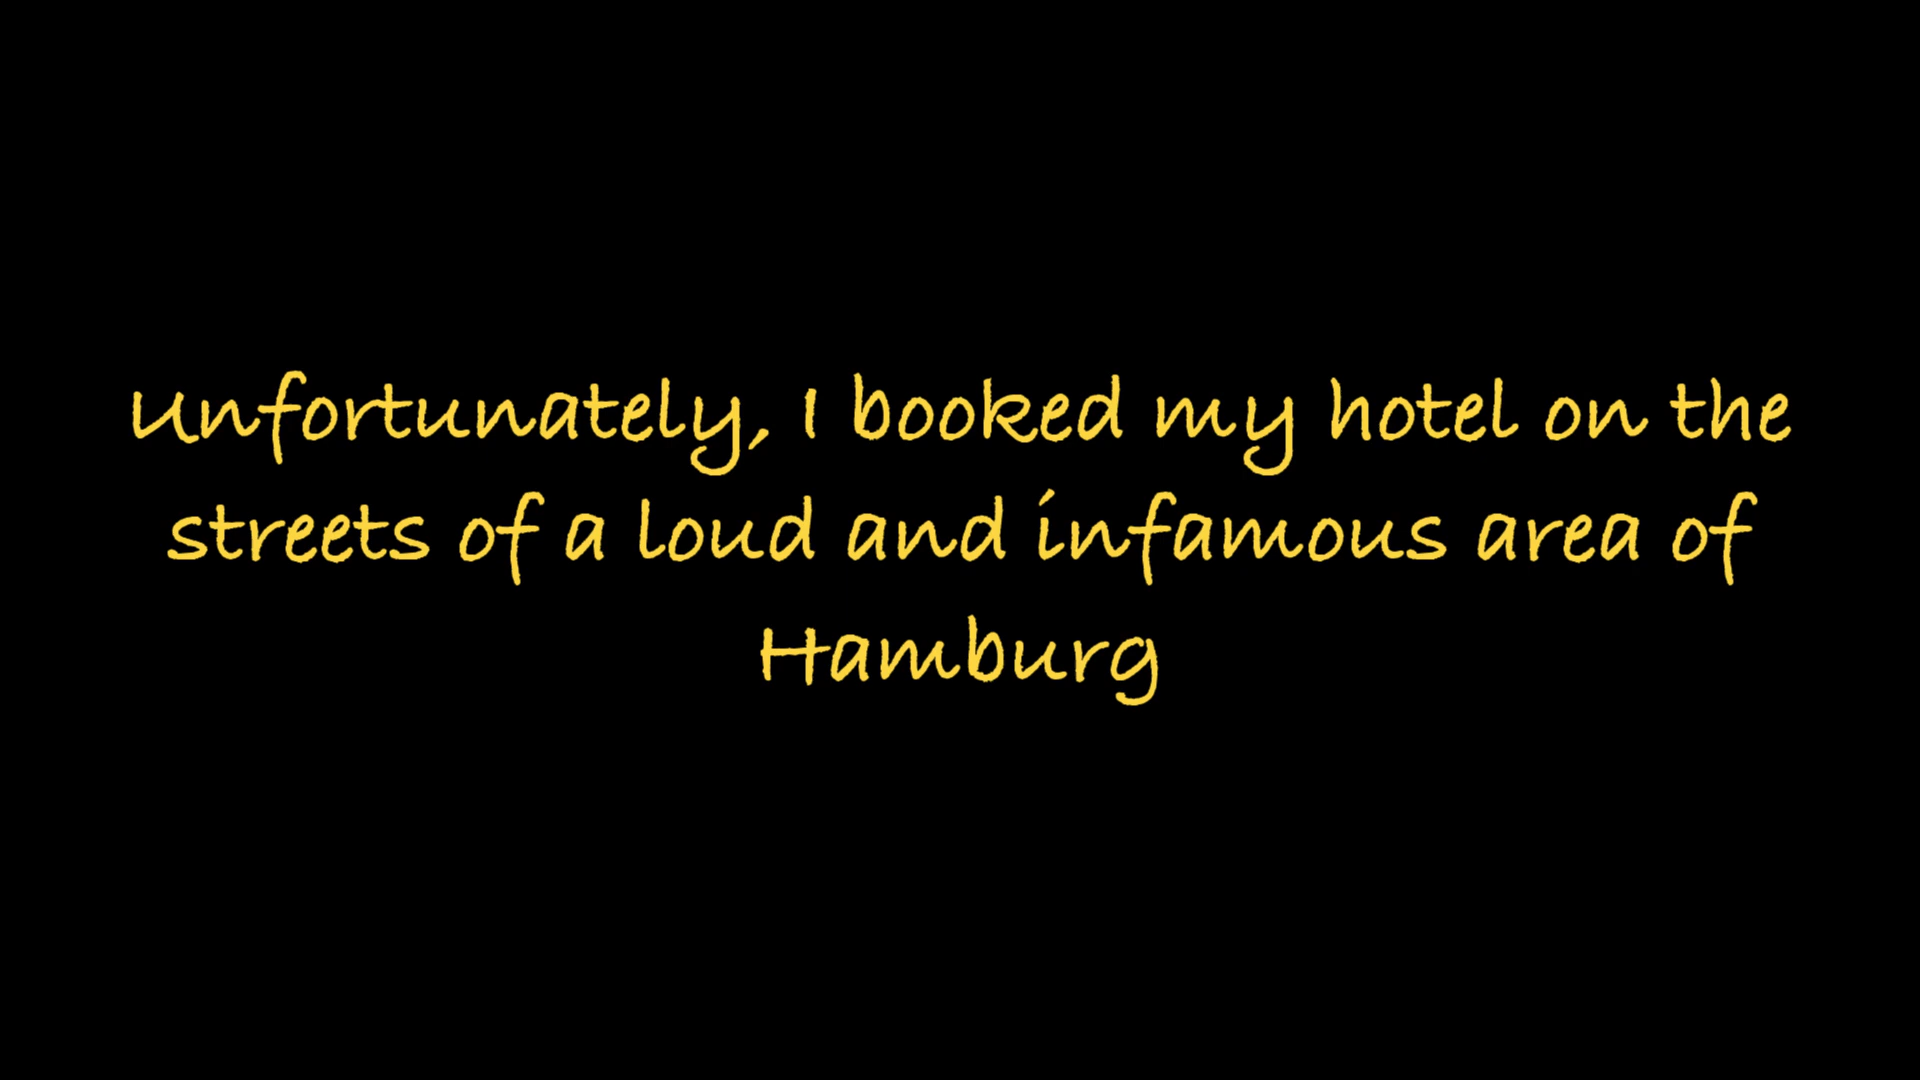 Unfortunately, I booked my hotel on the
streets of a loud and infamous area of
Hamburg